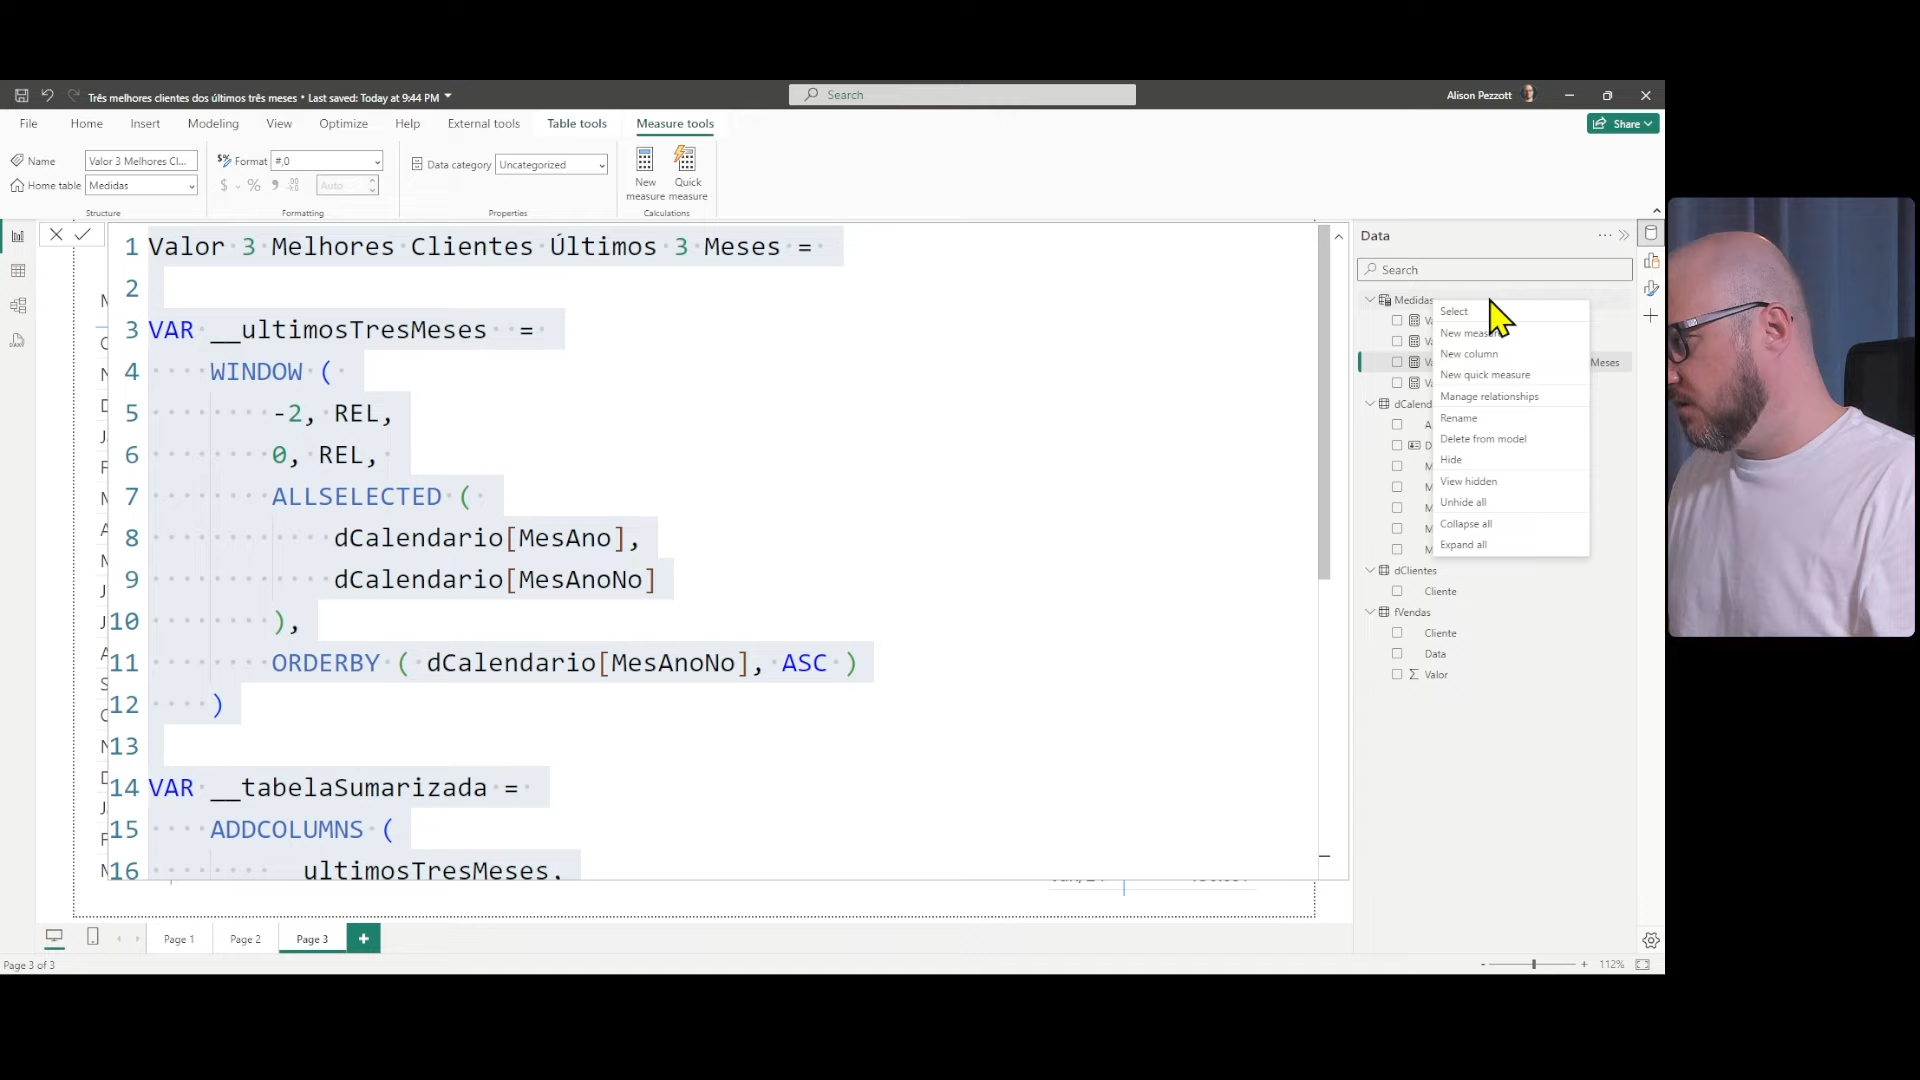 Três melhores clientes dos últimos três meses • Last saved: Today at 9:44 PM
Search
Alison Pezzott
File
Home
Insert
Modeling
View
Optimize
Help
External tools
Table tools
Measure tools
Share
Name
Valor 3 Melhores Cl...
Home table
Medidas
Structure
Format
#,0
$
%
Auto
Formatting
Data category
Uncategorized
Properties
New measure
Quick measure
Calculations
1 Valor 3 Melhores Clientes Últimos 3 Meses =
2
3 VAR __ultimosTresMeses =
4 WINDOW (
5 -2, REL,
6 0, REL,
7 ALLSELECTED (
8 dCalendario[MesAno],
9 dCalendario[MesAnoNo]
10 ),
11 ORDERBY ( dCalendario[MesAnoNo], ASC )
12 )
13
14 VAR __tabelaSumarizada =
15 ADDCOLUMNS (
16 ultimosTresMeses,
Data
Search
Medidas
Meses
dCalend
dClientes
Cliente
fVendas
Cliente
Data
Σ Valor
Select
New measu
New column
New quick measure
Manage relationships
Rename
Delete from model
Hide
View hidden
Unhide all
Collapse all
Expand all
Page 1
Page 2
Page 3
Page 3 of 3
112%